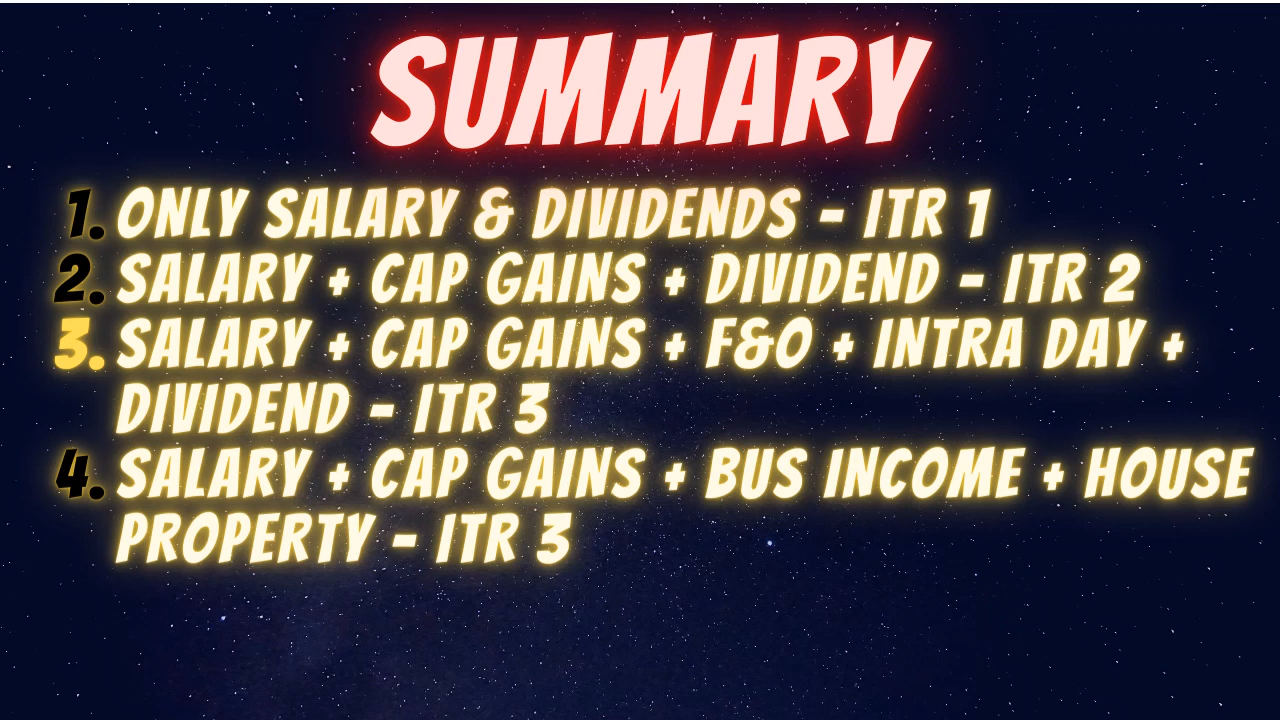 SUMMARY
1. ONLY SALARY & DIVIDENDS - ITR 1
2. SALARY + CAP GAINS + DIVIDEND - ITR 2
3. SALARY + CAP GAINS + F&O + INTRA DAY +
DIVIDEND - ITR 3
4. SALARY + CAP GAINS + BUS INCOME + HOUSE
PROPERTY - ITR 3